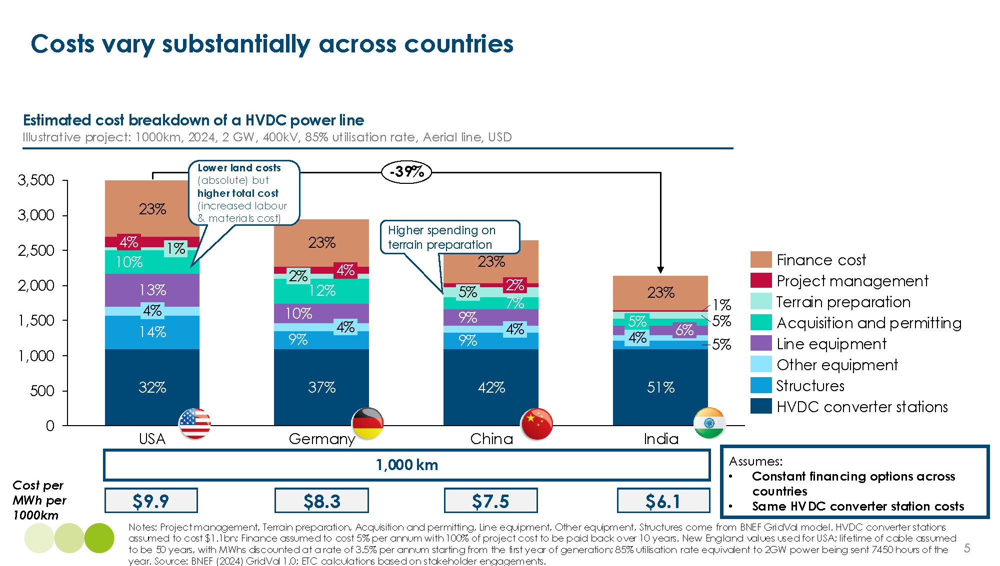 Costs vary substantially across countries
Estimated cost breakdown of a HVDC power line
Illustrative project: 1000km, 2024, 2 GW, 400kV, 85% utilisation rate, Aerial line, USD
Lower land costs
(absolute) but
higher total cost
(increased labour
& materials cost)
-39%
Higher spending on
terrain preparation
3,500
3,000
2,500
2,000
1,500
1,000
500
0
23%
4%
1%
10%
13%
4%
14%
32%
USA
23%
4%
2%
12%
10%
4%
9%
37%
Germany
23%
2%
5%
7%
9%
4%
9%
42%
China
23%
1%
5%
5%
6%
4%
5%
51%
India
Finance cost
Project management
Terrain preparation
Acquisition and permitting
Line equipment
Other equipment
Structures
HVDC converter stations
1,000 km
Cost per
MWh per
1000km
$9.9
$8.3
$7.5
$6.1
Assumes:
• Constant financing options across
countries
• Same HVDC converter station costs
Notes: Project management, Terrain preparation, Acquisition and permitting, Line equipment, Other equipment, Structures come from BNEF GridVal model. HVDC converter stations
assumed to cost $1.1bn; Finance assumed to cost 5% per annum with 100% of project cost to be paid back over 10 years. New England values used for USA; lifetime of cable assumed
to be 50 years, with MWhs discounted at a rate of 3.5% per annum starting from the first year of generation; 85% utilisation rate equivalent to 2GW power being sent 7450 hours of the
year. Source: BNEF (2024) GridVal 1.0; ETC calculations based on stakeholder engagements.
5